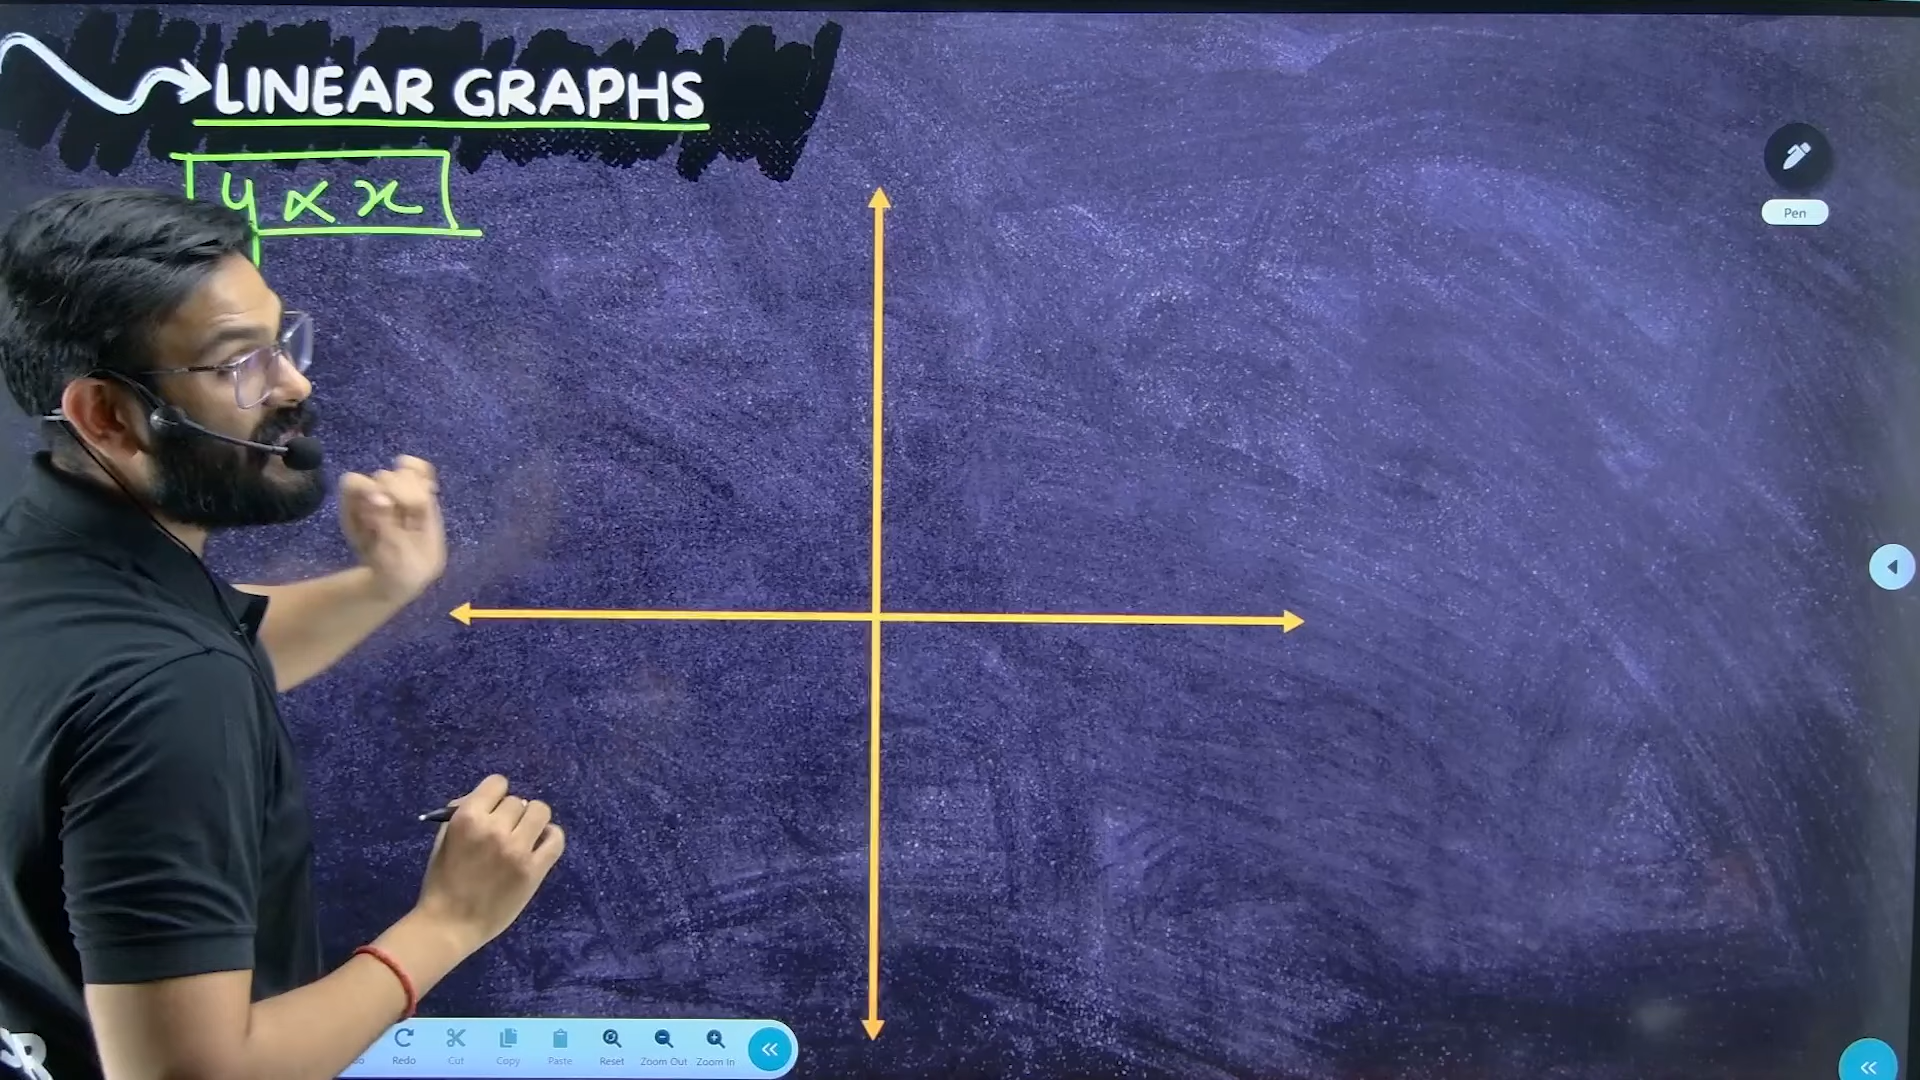 LINEAR GRAPHS
y ∝ x
Pen
Redo
Cut
Copy
Paste
Reset
Zoom Out
Zoom In